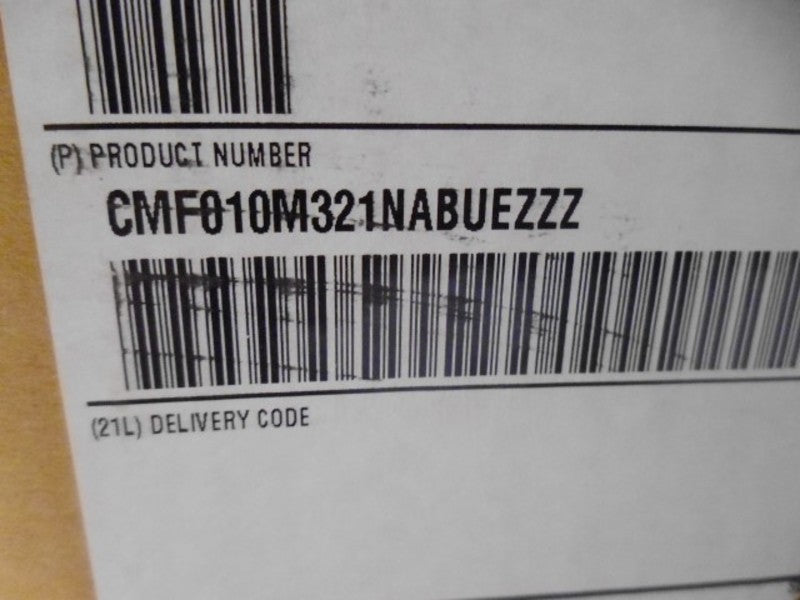 (P) PRODUCT NUMBER
CMF010M321NABUEZZZ
(21L) DELIVERY CODE